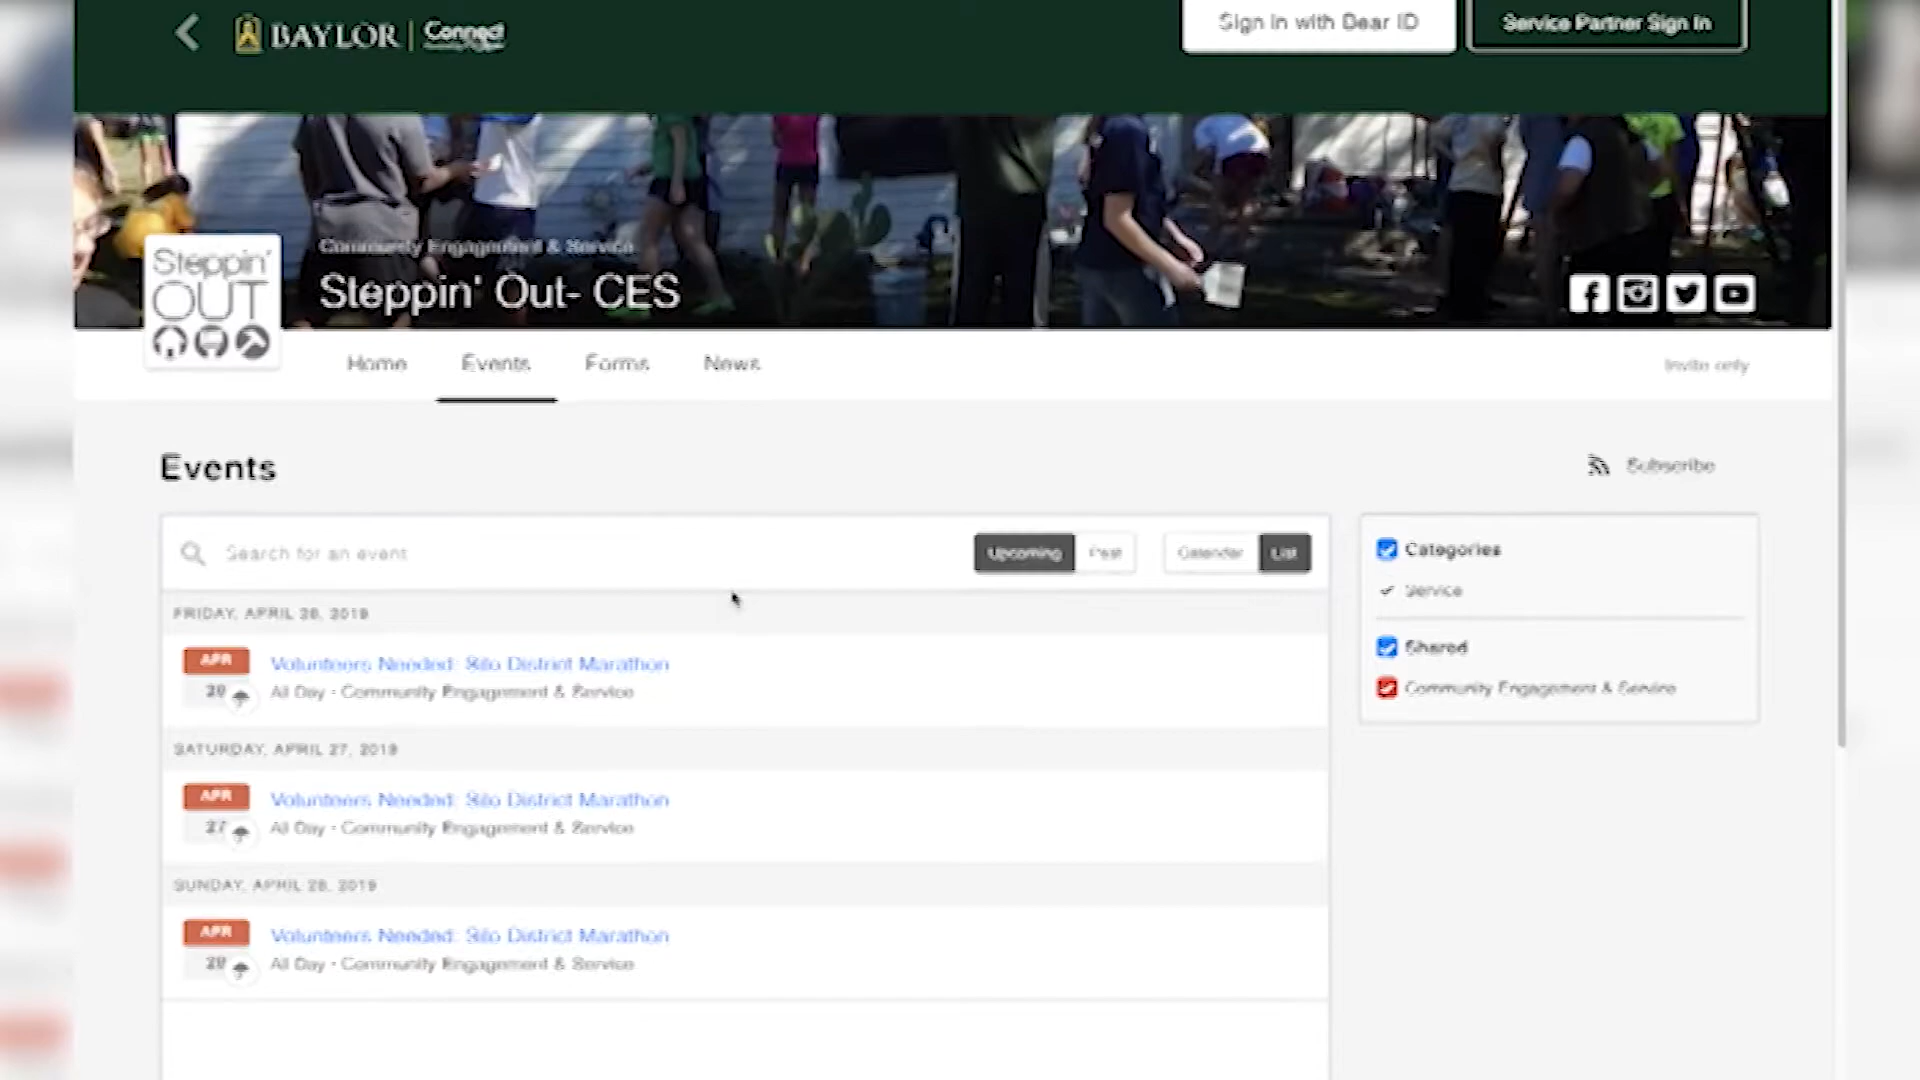 BAYLOR | Connect
Sign In with Bear ID
Service Partner Sign In
Community Engagement & Service
Steppin' Out- CES
Steppin'
OUT
Home
Events
Forms
News
Invite only
Events
Subscribe
Search for an event
Upcoming
Past
Calendar
List
FRIDAY, APRIL 26, 2019
APR
26
Volunteers Needed: Silo District Marathon
All Day - Community Engagement & Service
SATURDAY, APRIL 27, 2019
APR
27
Volunteers Needed: Silo District Marathon
All Day - Community Engagement & Service
SUNDAY, APRIL 28, 2019
APR
28
Volunteers Needed: Silo District Marathon
All Day - Community Engagement & Service
Categories
Service
Shared
Community Engagement & Service